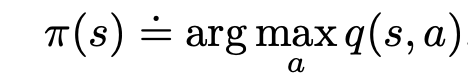 π(s) ≐ arg max_a q(s, a).